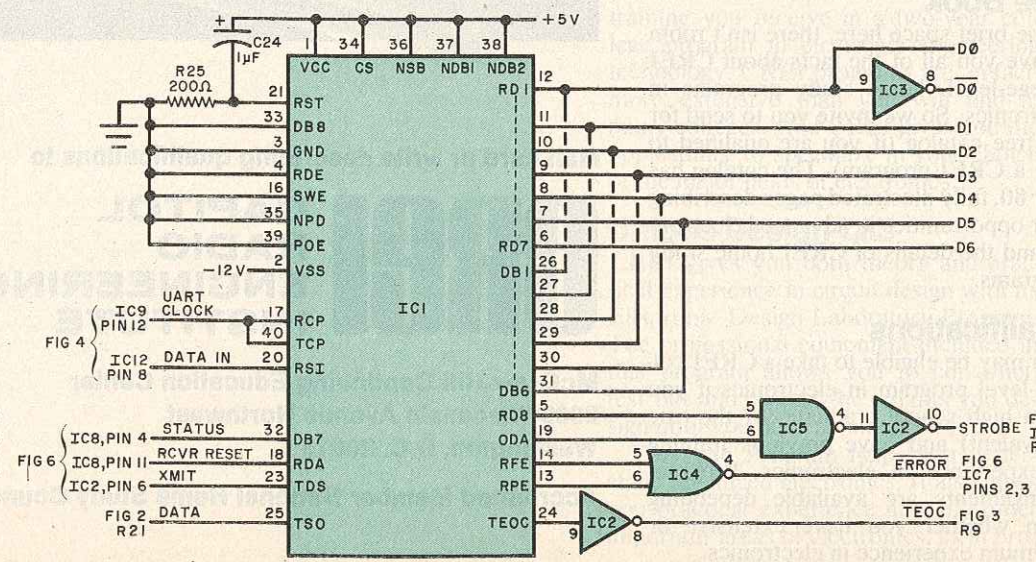 +
+5V
C24
1µF
1
34
36
37
38
VCC
CS
NSB
NDB1
NDB2
R25
200Ω
21
RST
33
DB8
3
GND
4
RDE
16
SWE
35
NPD
39
POE
-12V
2
VSS
IC1
FIG 4
IC9
PIN12
UART
CLOCK
17
RCP
40
TCP
IC12
PIN 8
DATA IN
20
RSI
FIG 6
IC8,PIN 4
STATUS
32
DB7
IC8,PIN 11
RCVR RESET
18
RDA
IC2,PIN 6
XMIT
23
TDS
FIG 2
R21
DATA
25
TSO
12
RD1
11
10
9
8
7
6
RD7
26
DB1
27
28
29
30
31
DB6
5
RD8
19
ODA
14
RFE
13
RPE
24
TEOC
9
IC3
8
DØ
DØ
D1
D2
D3
D4
D5
D6
5
6
IC5
4
11
IC2
10
STROBE
5
6
IC4
4
ERROR
FIG 6
IC7
PINS 2,3
9
IC2
8
TEOC
FIG 3
R9